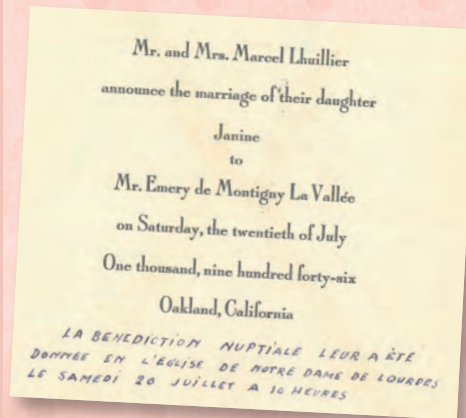 Mr. and Mrs. Marcel Lhuillier
announce the marriage of their daughter
Janine
to
Mr. Emery de Montigny La Vallée
on Saturday, the twentieth of July
One thousand, nine hundred forty-six
Oakland, California
LA BENEDICTION NUPTIALE LEUR A ÉTÉ
DONNEE EN L'EGLISE DE NOTRE DAME DE LOURDES
LE SAMEDI 20 JUILLET A 10 HEURES